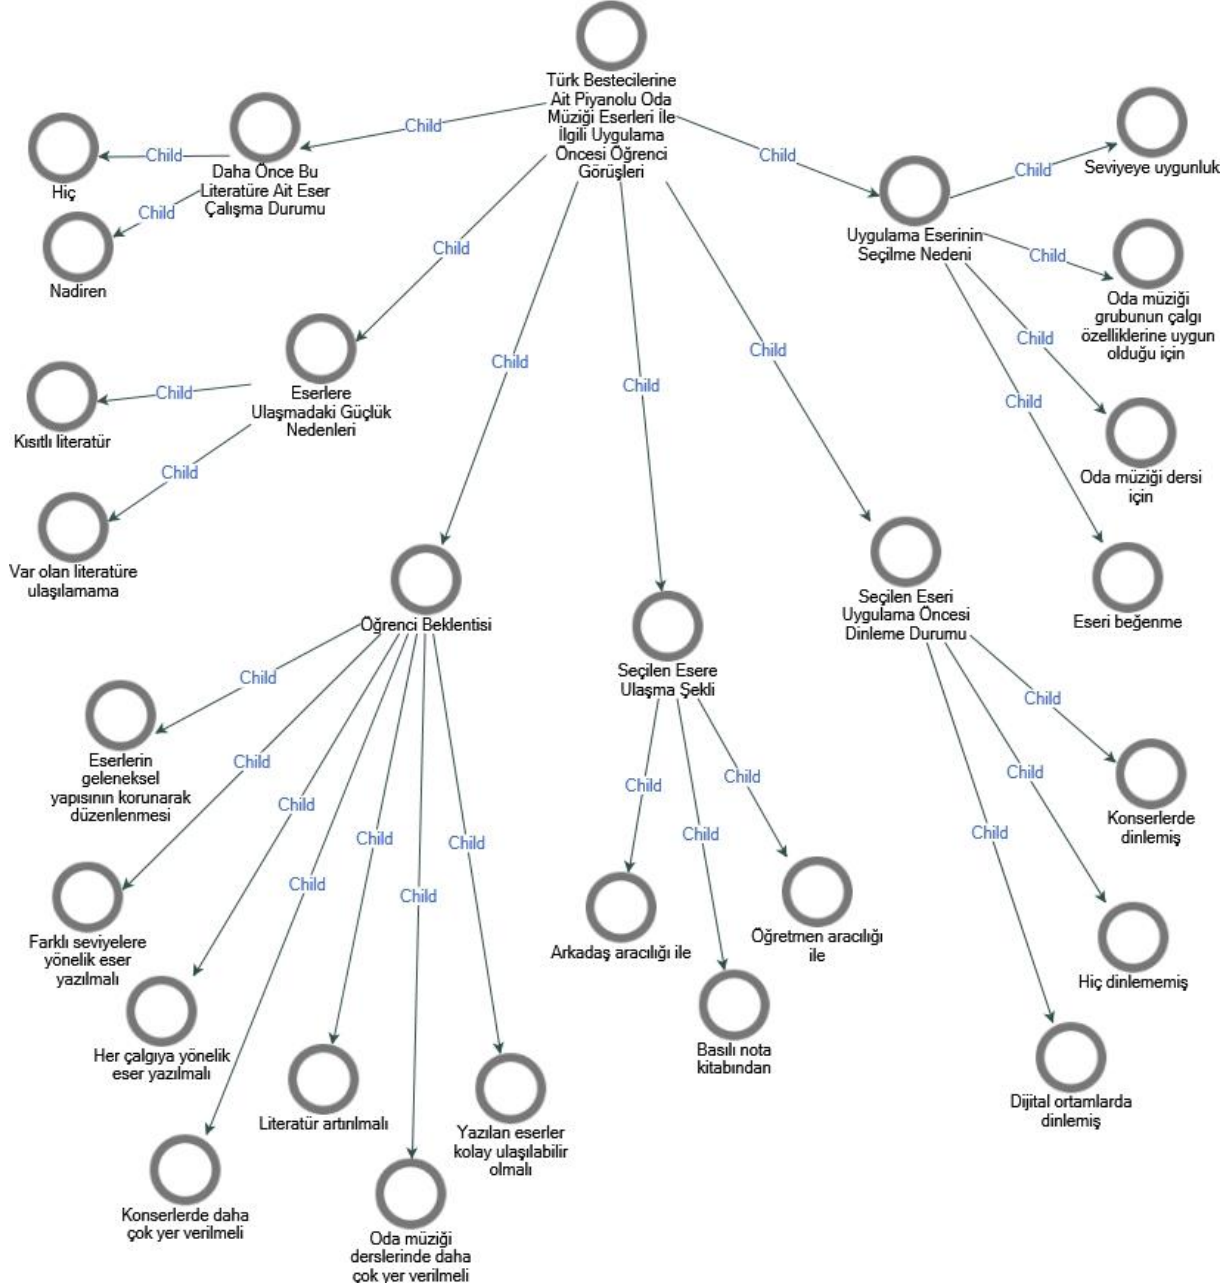 Türk Bestecilerine
Ait Piyanolu Oda
Müziği Eserleri İle
İlgili Uygulama
Öncesi Öğrenci
Görüşleri
Child
Child
Child
Child
Child
Child
Daha Önce Bu
Literatüre Ait Eser
Çalışma Durumu
Child
Hiç
Child
Nadiren
Uygulama Eserinin
Seçilme Nedeni
Child
Seviyeye uygunluk
Child
Oda müziği
grubunun çalgı
özelliklerine uygun
olduğu için
Child
Oda müziği dersi
için
Child
Eseri beğenme
Eserlere
Ulaşmadaki Güçlük
Nedenleri
Child
Kısıtlı literatür
Child
Var olan literatüre
ulaşılamama
Öğrenci Beklentisi
Child
Eserlerin
geleneksel
yapısının korunarak
düzenlenmesi
Child
Farklı seviyelere
yönelik eser
yazılmalı
Child
Her çalgıya yönelik
eser yazılmalı
Child
Konserlerde daha
çok yer verilmeli
Child
Literatür artırılmalı
Child
Oda müziği
derslerinde daha
çok yer verilmeli
Child
Yazılan eserler
kolay ulaşılabilir
olmalı
Seçilen Esere
Ulaşma Şekli
Child
Arkadaş aracılığı ile
Child
Basılı nota
kitabından
Child
Öğretmen aracılığı
ile
Seçilen Eseri
Uygulama Öncesi
Dinleme Durumu
Child
Konserlerde
dinlemiş
Child
Hiç dinlememiş
Child
Dijital ortamlarda
dinlemiş